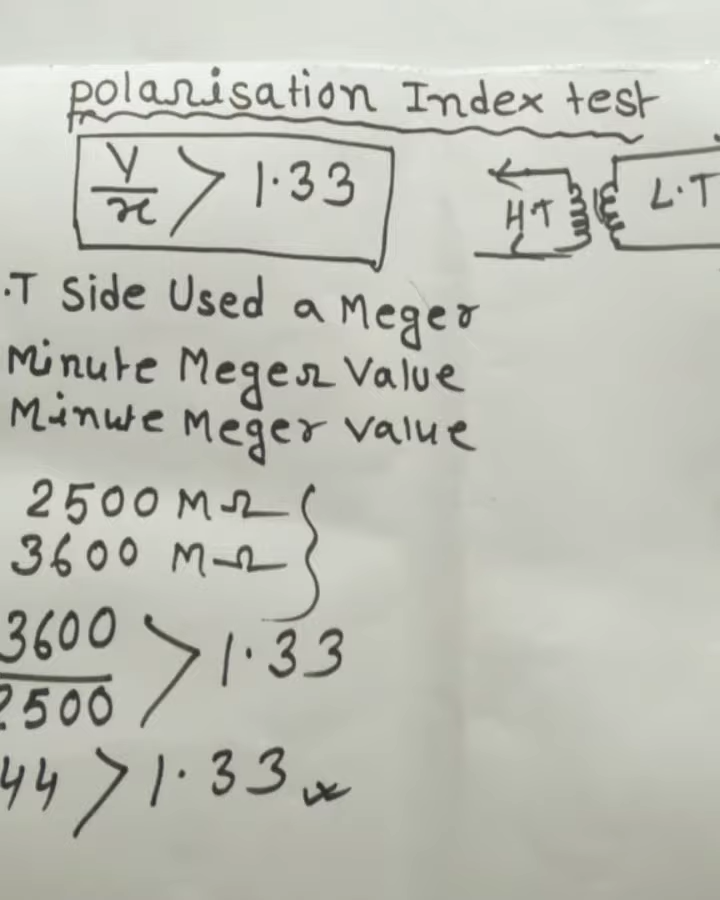 polarisation Index test
y/x > 1.33
H.T L.T
.T Side Used a Meger
Minute Meger Value
Minute Meger Value
2500 MΩ
3600 MΩ
3600/2500 > 1.33
44 > 1.33